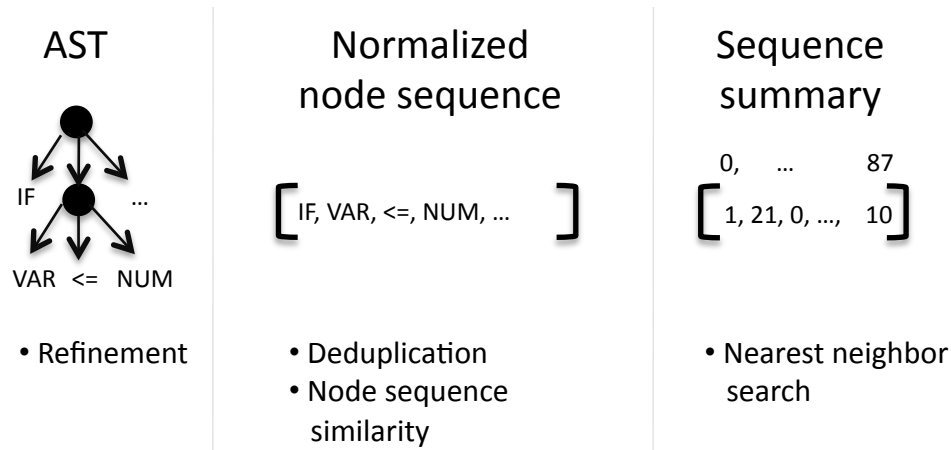 AST
IF
...
VAR <= NUM
• Refinement
Normalized
node sequence
IF, VAR, <=, NUM, ...
• Deduplication
• Node sequence
similarity
Sequence
summary
0, ... 87
1, 21, 0, ..., 10
• Nearest neighbor
search